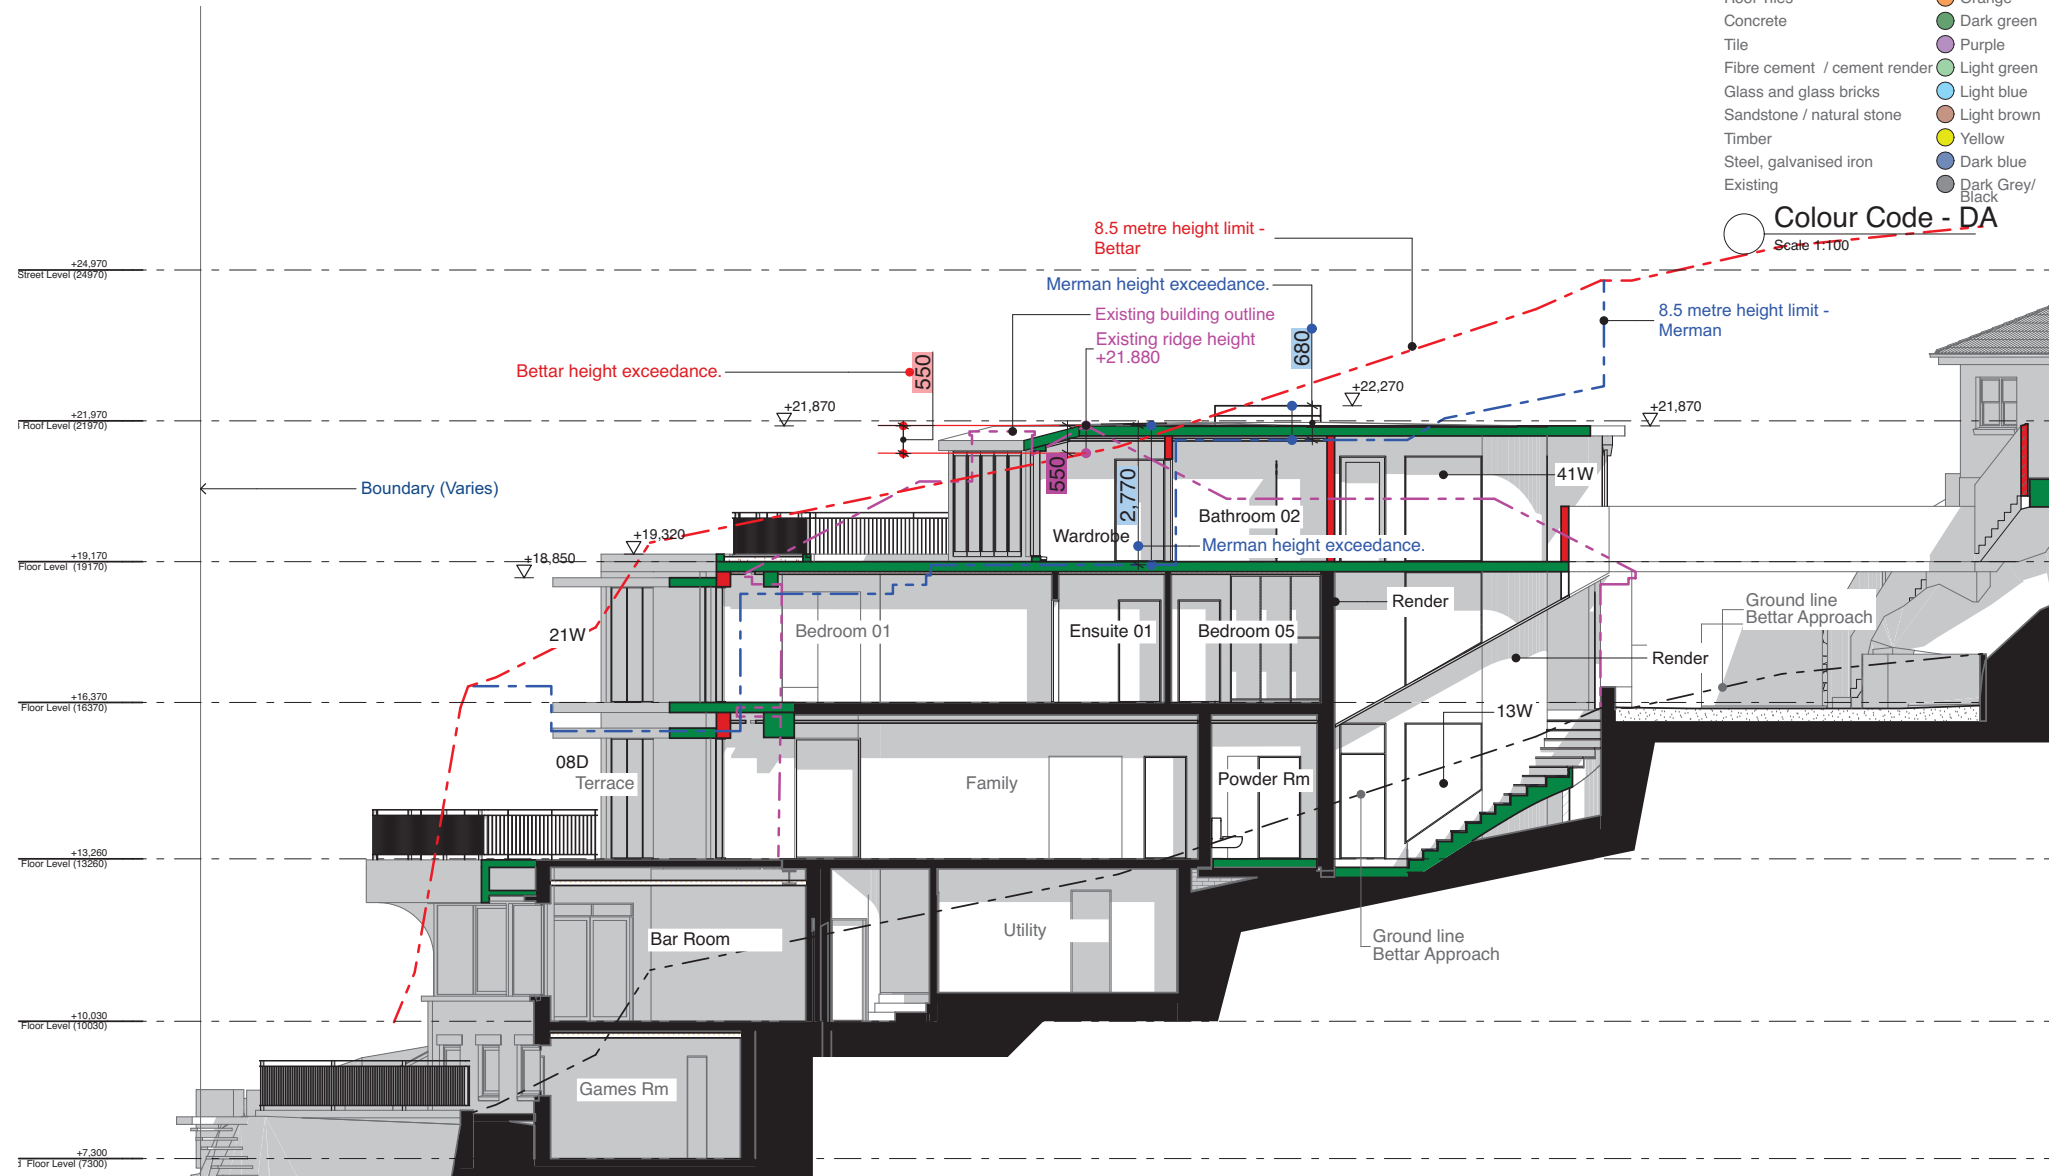 Roof Tiles
Orange
Concrete
Dark green
Tile
Purple
Fibre cement / cement render
Light green
Glass and glass bricks
Light blue
Sandstone / natural stone
Light brown
Timber
Yellow
Steel, galvanised iron
Dark blue
Existing
Dark Grey/
Black
Colour Code - DA
Scale 1:100
8.5 metre height limit -
Bettar
+24,970
Street Level (24970)
Merman height exceedance.
Existing building outline
8.5 metre height limit -
Merman
Existing ridge height
+21.880
680
550
Bettar height exceedance.
+22,270
+21,870
+21,870
+21,970
Roof Level (21970)
550
2,770
41W
Boundary (Varies)
Bathroom 02
Wardrobe
Merman height exceedance.
+19,320
+18,850
+19,170
Floor Level (19170)
Render
Ground line
Bettar Approach
21W
Bedroom 01
Ensuite 01
Bedroom 05
Render
+16,370
Floor Level (16370)
13W
08D
Terrace
Family
Powder Rm
+13,260
Floor Level (13260)
Bar Room
Utility
Ground line
Bettar Approach
+10,030
Floor Level (10030)
Games Rm
+7,300
Floor Level (7300)